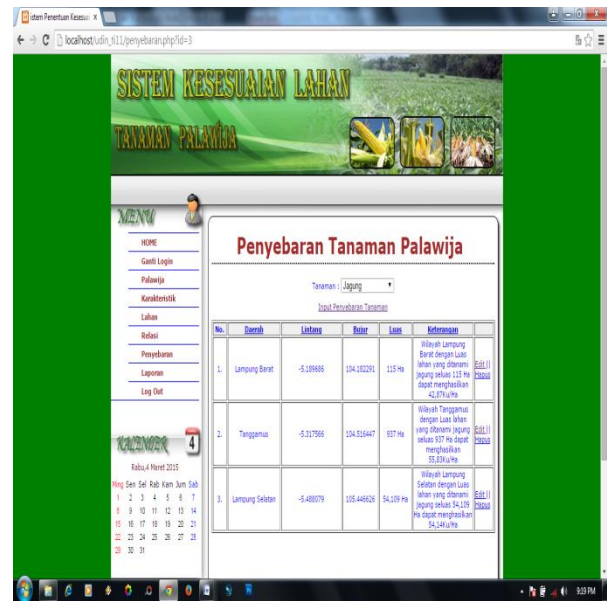 istem Penentuan Kesesuai x
localhost/udin_ti11/penyebaran.php?id=3
SISTEM KESESUAIAN LAHAN
TANAMAN PALAWIJA
MENU
HOME
Ganti Login
Palawija
Karakteristik
Lahan
Relasi
Penyebaran
Laporan
Log Out
KALENDER
4
Rabu,4 Maret 2015
Ming Sen Sel Rab Kam Jum Sab
1 2 3 4 5 6 7
8 9 10 11 12 13 14
15 16 17 18 19 20 21
22 23 24 25 26 27 28
29 30 31
Penyebaran Tanaman Palawija
Tanaman : Jagung
Input Penyebaran Tanaman
No. Daerah Lintang Bujur Luas Keterangan
1. Lampung Barat -5.189686 104.182291 115 Ha
Wilayah Lampung
Barat dengan Luas
lahan yang ditanami
jagung seluas 115 Ha
dapat menghasilkan
42,87Ku/Ha
Edit ||
Hapus
2. Tanggamus -5.317566 104.516447 937 Ha
Wilayah Tanggamus
dengan Luas lahan
yang ditanami jagung
seluas 937 Ha dapat
menghasilkan
55,83Ku/Ha
Edit ||
Hapus
3. Lampung Selatan -5.488079 105.446626 54,109 Ha
Wilayah Lampung
Selatan dengan Luas
lahan yang ditanami
jagung seluas 54,109
Ha dapat menghasilkan
54,14Ku/Ha
Edit ||
Hapus
9:19 PM